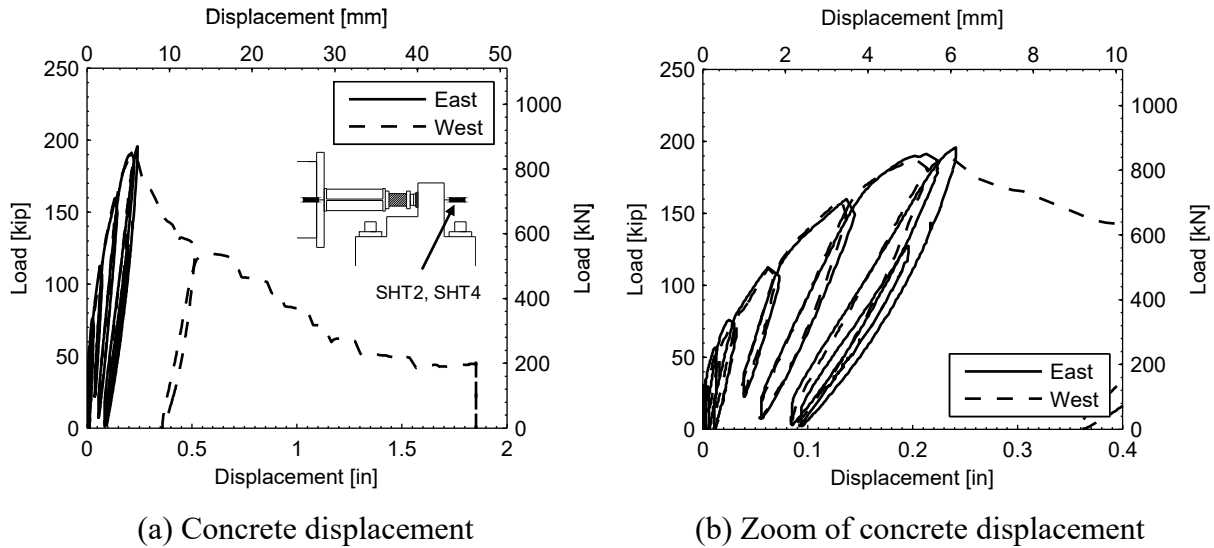 Displacement [mm]
0 10 20 30 40 50
250
200
150
100
50
0
Load [kip]
East
West
SHT2, SHT4
1000
800
600
400
200
0
Load [kN]
0 0.5 1 1.5 2
Displacement [in]
(a) Concrete displacement
Displacement [mm]
0 2 4 6 8 10
250
200
150
100
50
0
Load [kip]
1000
800
600
400
200
0
Load [kN]
East
West
0 0.1 0.2 0.3 0.4
Displacement [in]
(b) Zoom of concrete displacement